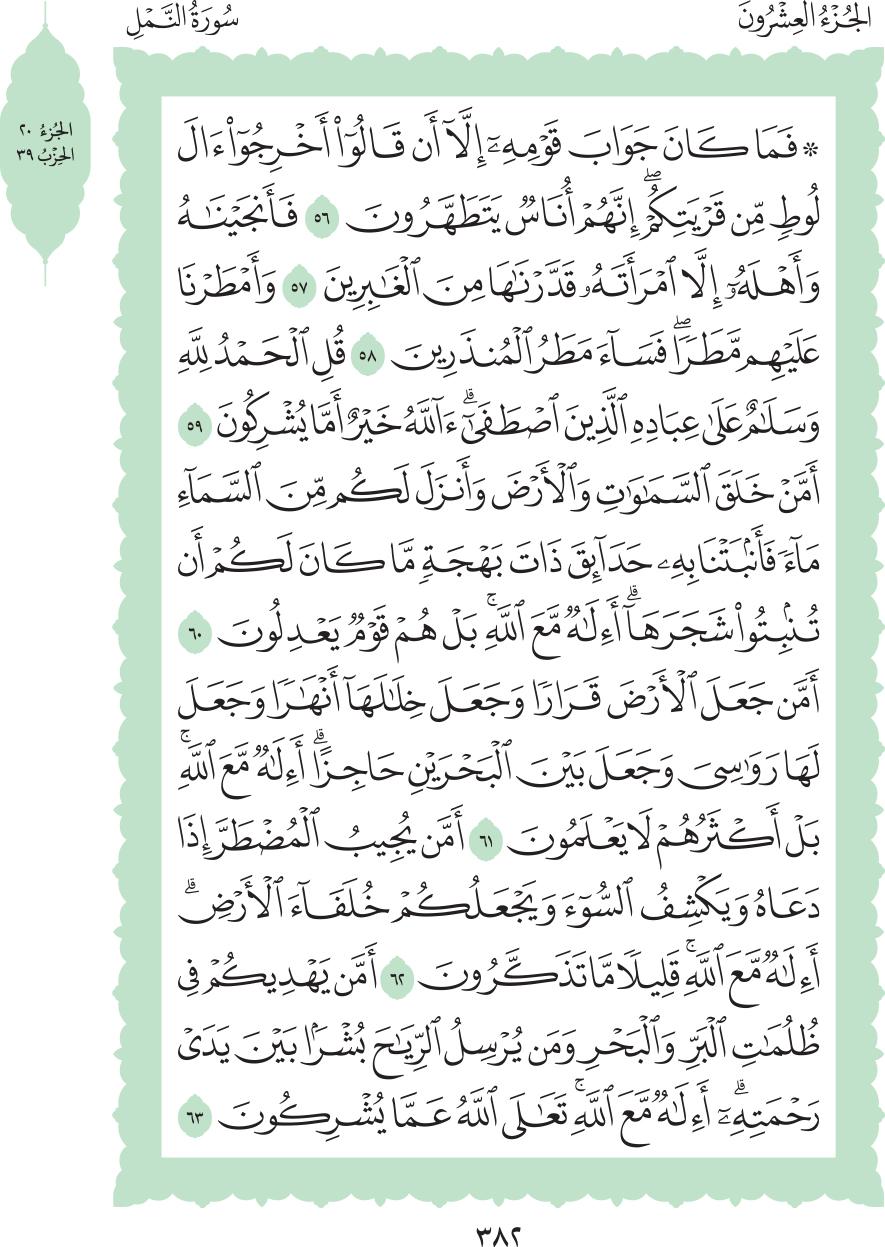 الجُزْءُ العِشْرُونَ
سُورَةُ النَّمْلِ
الجُزءُ ٢٠
الحِزْبُ ٣٩
۞ فَمَا كَانَ جَوَابَ قَوْمِهِۦٓ إِلَّآ أَن قَالُوٓا۟ أَخْرِجُوٓا۟ ءَالَ
لُوطٍ مِّن قَرْيَتِكُمْۖ إِنَّهُمْ أُنَاسٌ يَتَطَهَّرُونَ ٥٦ فَأَنجَيْنَٰهُ
وَأَهْلَهُۥٓ إِلَّا ٱمْرَأَتَهُۥ قَدَّرْنَٰهَا مِنَ ٱلْغَٰبِرِينَ ٥٧ وَأَمْطَرْنَا
عَلَيْهِم مَّطَرًاۖ فَسَآءَ مَطَرُ ٱلْمُنذَرِينَ ٥٨ قُلِ ٱلْحَمْدُ لِلَّهِ
وَسَلَٰمٌ عَلَىٰ عِبَادِهِ ٱلَّذِينَ ٱصْطَفَىٰٓۗ ءَآللَّهُ خَيْرٌ أَمَّا يُشْرِكُونَ ٥٩
أَمَّنْ خَلَقَ ٱلسَّمَٰوَٰتِ وَٱلْأَرْضَ وَأَنزَلَ لَكُم مِّنَ ٱلسَّمَآءِ
مَآءً فَأَنۢبَتْنَا بِهِۦ حَدَآئِقَ ذَاتَ بَهْجَةٍ مَّا كَانَ لَكُمْ أَن
تُنۢبِتُوا۟ شَجَرَهَآۗ أَءِلَٰهٌ مَّعَ ٱللَّهِۚ بَلْ هُمْ قَوْمٌ يَعْدِلُونَ ٦٠
أَمَّن جَعَلَ ٱلْأَرْضَ قَرَارًا وَجَعَلَ خِلَٰلَهَآ أَنْهَٰرًا وَجَعَلَ
لَهَا رَوَٰسِىَ وَجَعَلَ بَيْنَ ٱلْبَحْرَيْنِ حَاجِزًاۗ أَءِلَٰهٌ مَّعَ ٱللَّهِۚ
بَلْ أَكْثَرُهُمْ لَا يَعْلَمُونَ ٦١ أَمَّن يُجِيبُ ٱلْمُضْطَرَّ إِذَا
دَعَاهُ وَيَكْشِفُ ٱلسُّوٓءَ وَيَجْعَلُكُمْ خُلَفَآءَ ٱلْأَرْضِۗ
أَءِلَٰهٌ مَّعَ ٱللَّهِۚ قَلِيلًا مَّا تَذَكَّرُونَ ٦٢ أَمَّن يَهْدِيكُمْ فِى
ظُلُمَٰتِ ٱلْبَرِّ وَٱلْبَحْرِ وَمَن يُرْسِلُ ٱلرِّيَٰحَ بُشْرًۢا بَيْنَ يَدَىْ
رَحْمَتِهِۦٓۗ أَءِلَٰهٌ مَّعَ ٱللَّهِۚ تَعَٰلَى ٱللَّهُ عَمَّا يُشْرِكُونَ ٦٣
٣٨٢